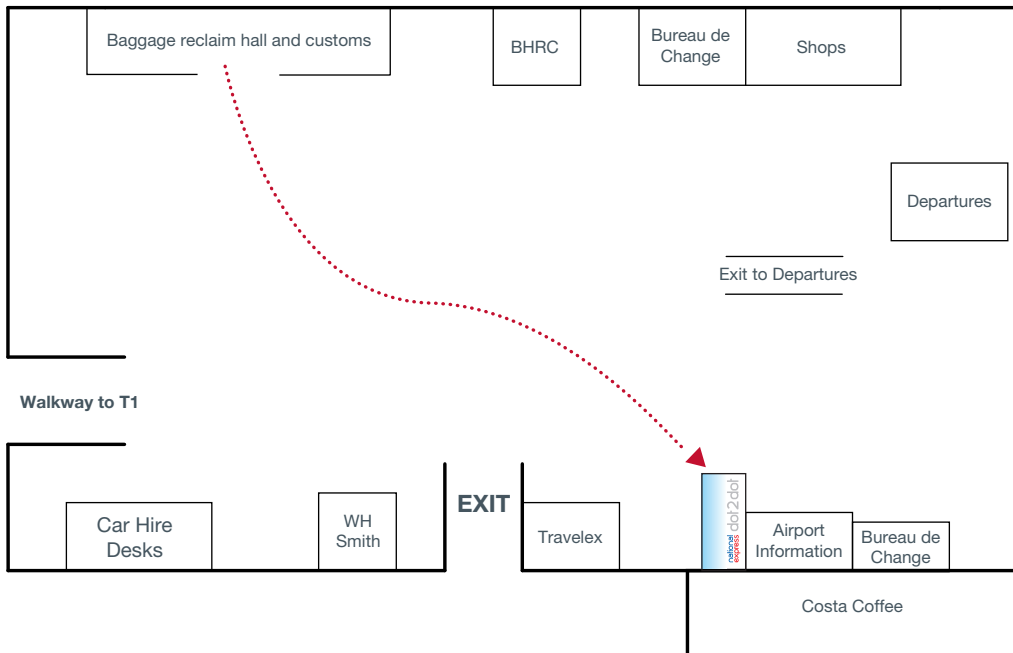 Baggage reclaim hall and customs
BHRC
Bureau de
Change
Shops
Departures
Exit to Departures
Walkway to T1
EXIT
Car Hire
Desks
WH
Smith
Travelex
national
express
dot2dot
Airport
Information
Bureau de
Change
Costa Coffee